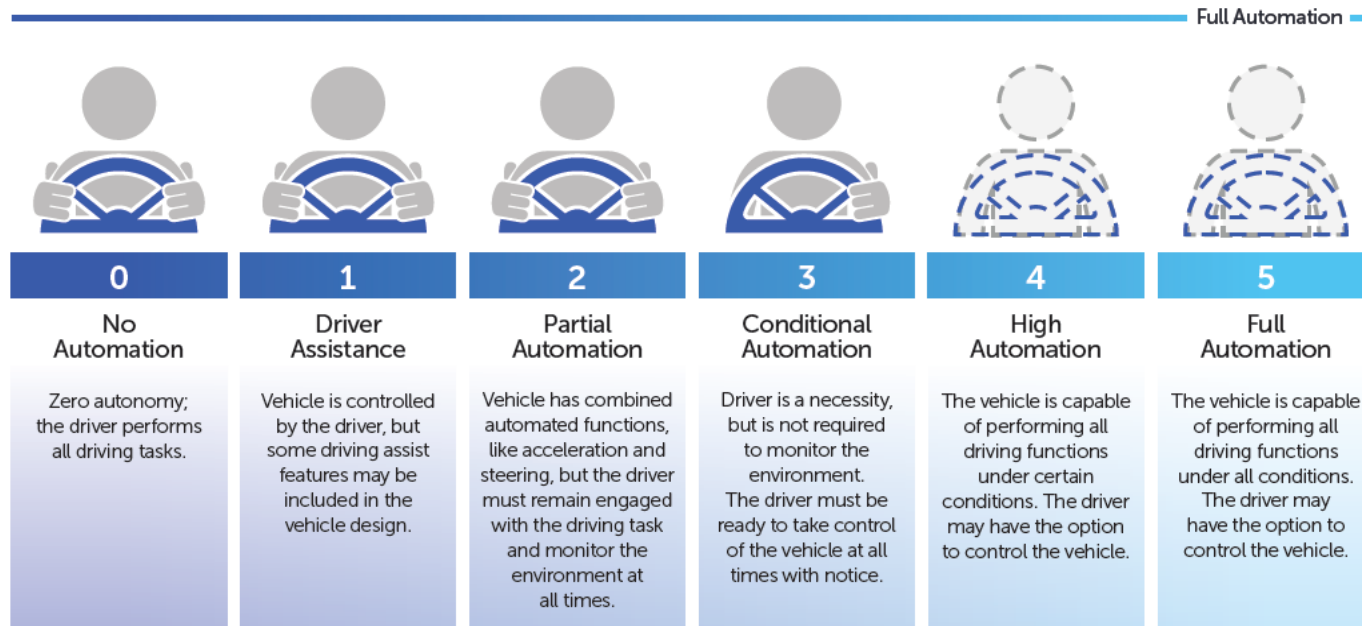 Full Automation
0
No
Automation
Zero autonomy;
the driver performs
all driving tasks.
1
Driver
Assistance
Vehicle is controlled
by the driver, but
some driving assist
features may be
included in the
vehicle design.
2
Partial
Automation
Vehicle has combined
automated functions,
like acceleration and
steering, but the driver
must remain engaged
with the driving task
and monitor the
environment at
all times.
3
Conditional
Automation
Driver is a necessity,
but is not required
to monitor the
environment.
The driver must be
ready to take control
of the vehicle at all
times with notice.
4
High
Automation
The vehicle is capable
of performing all
driving functions
under certain
conditions. The driver
may have the option
to control the vehicle.
5
Full
Automation
The vehicle is capable
of performing all
driving functions
under all conditions.
The driver may
have the option to
control the vehicle.